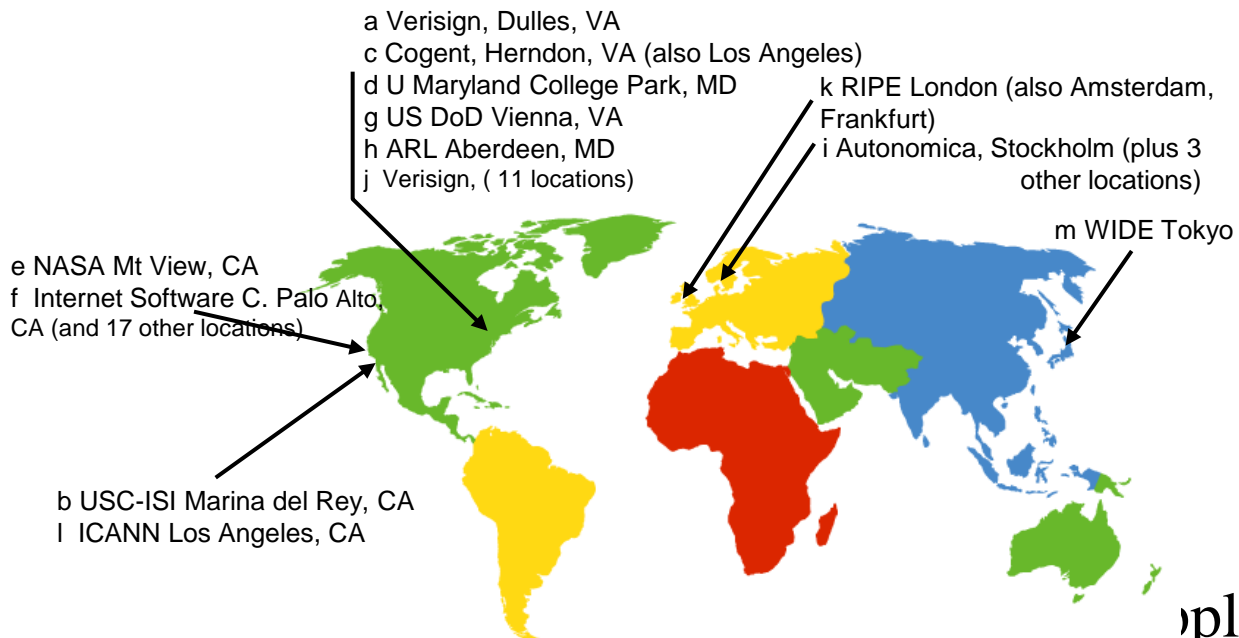 a Verisign, Dulles, VA
c Cogent, Herndon, VA (also Los Angeles)
d U Maryland College Park, MD
g US DoD Vienna, VA
h ARL Aberdeen, MD
j Verisign, ( 11 locations)
k RIPE London (also Amsterdam,
Frankfurt)
i Autonomica, Stockholm (plus 3
other locations)
m WIDE Tokyo
e NASA Mt View, CA
f Internet Software C. Palo Alto,
CA (and 17 other locations)
b USC-ISI Marina del Rey, CA
l ICANN Los Angeles, CA